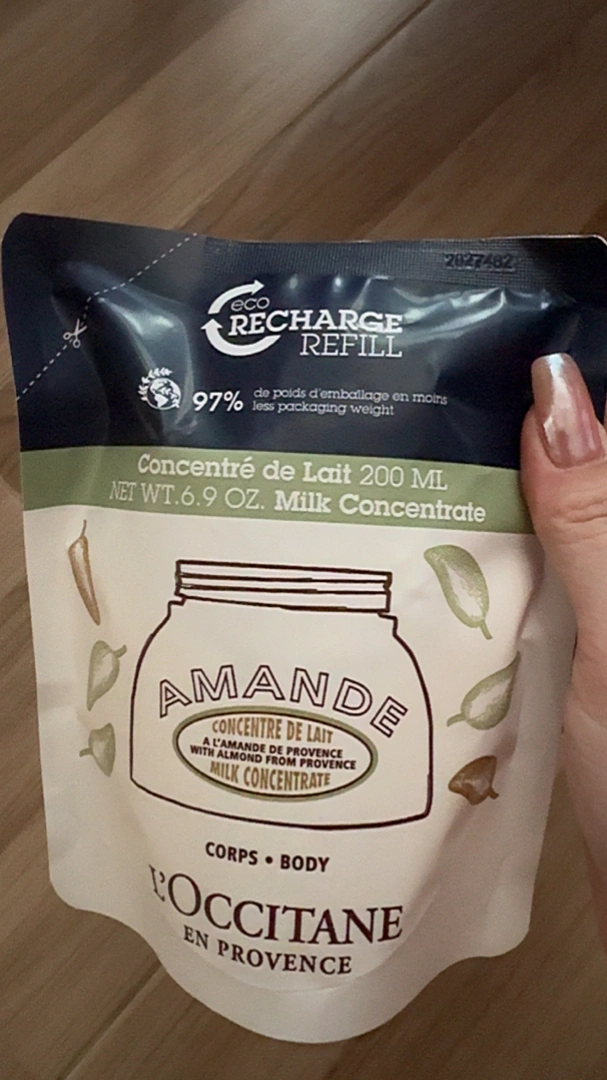 2027482
eco
RECHARGE
REFILL
97% de poids d'emballage en moins
less packaging weight
Concentré de Lait 200 ML
NET WT.6.9 OZ. Milk Concentrate
AMANDE
CONCENTRE DE LAIT
A L'AMANDE DE PROVENCE
WITH ALMOND FROM PROVENCE
MILK CONCENTRATE
CORPS • BODY
L'OCCITANE
EN PROVENCE